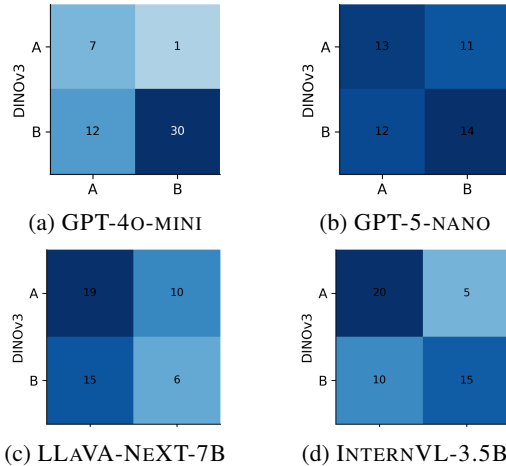 A 7 1
DINOv3
B 12 30
A B
(a) GPT-4O-MINI
A 13 11
DINOv3
B 12 14
A B
(b) GPT-5-NANO
A 19 10
DINOv3
B 15 6
(c) LLAVA-NEXT-7B
A 20 5
DINOv3
B 10 15
(d) INTERNVL-3.5B